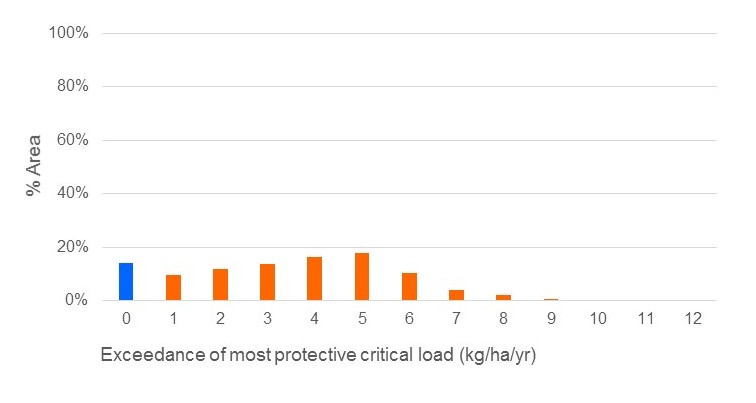 100%
80%
60%
40%
20%
0%
% Area
0 1 2 3 4 5 6 7 8 9 10 11 12
Exceedance of most protective critical load (kg/ha/yr)